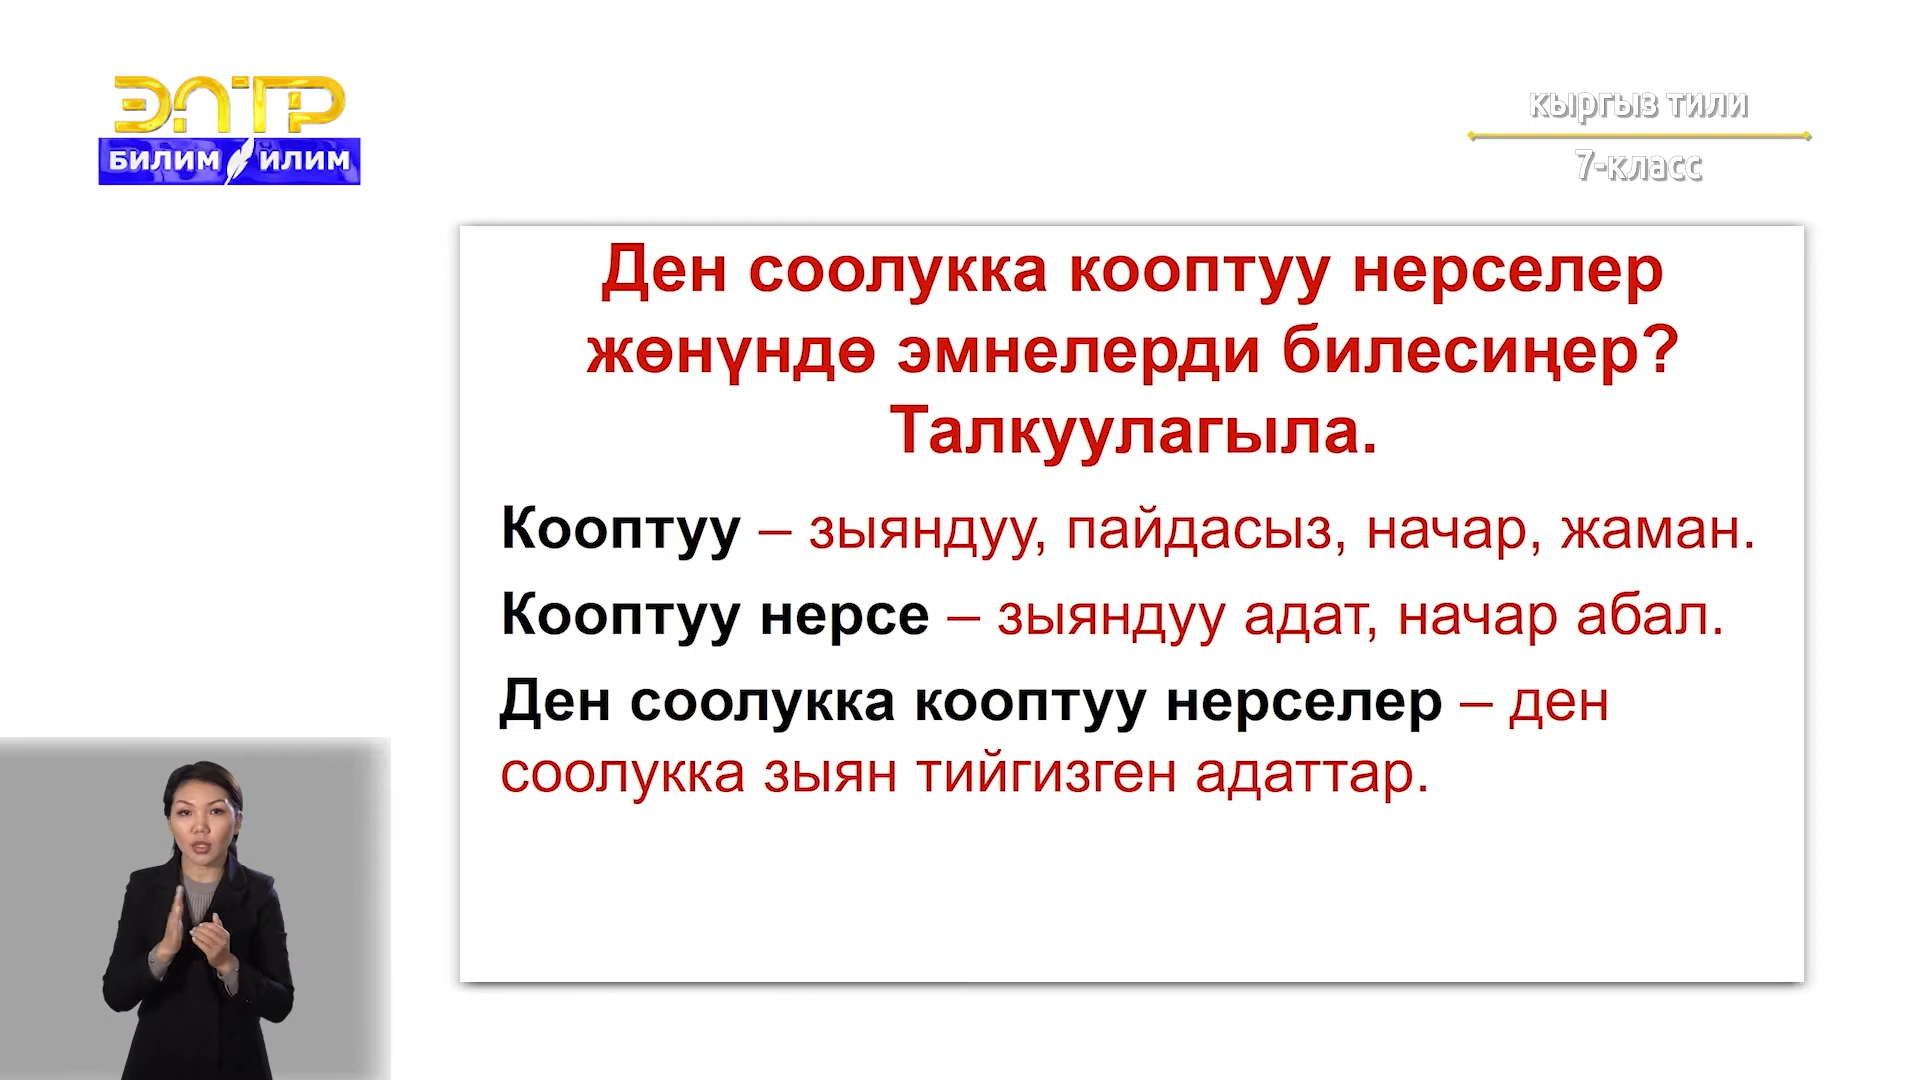 ЭЛТР
БИЛИМ ИЛИМ
кыргыз тили
7-класс
Ден соолукка кооптуу нерселер
жөнүндө эмнелерди билесиңер?
Талкуулагыла.
Кооптуу – зыяндуу, пайдасыз, начар, жаман.
Кооптуу нерсе – зыяндуу адат, начар абал.
Ден соолукка кооптуу нерселер – ден
соолукка зыян тийгизген адаттар.